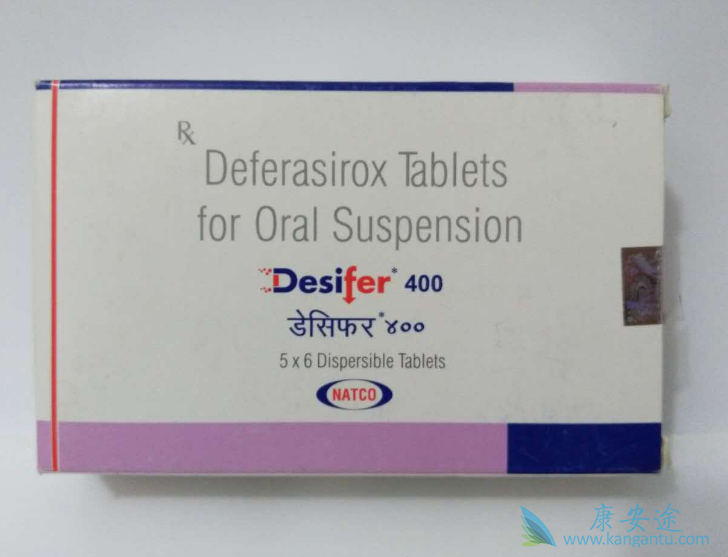 Rx
Deferasirox Tablets
for Oral Suspension
Desifer* 400
डेसिफर* ४००
5 x 6 Dispersible Tablets
NATCO
康安途
www.kangantu.com